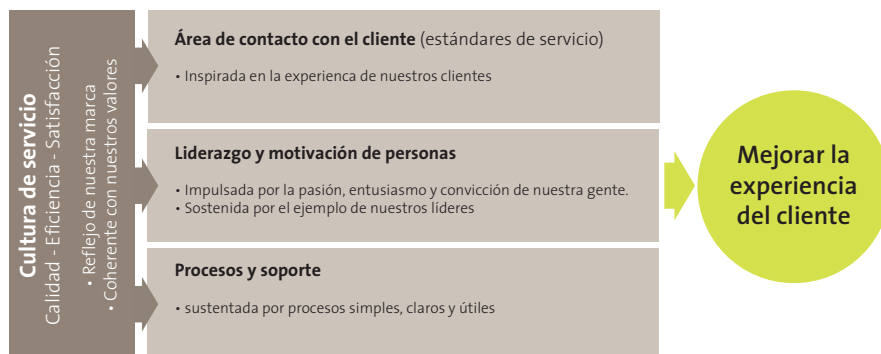 Cultura de servicio
Calidad - Eficiencia - Satisfacción
• Reflejo de nuestra marca
• Coherente con nuestros valores
Área de contacto con el cliente (estándares de servicio)
• Inspirada en la experienca de nuestros clientes
Liderazgo y motivación de personas
• Impulsada por la pasión, entusiasmo y convicción de nuestra gente.
• Sostenida por el ejemplo de nuestros líderes
Procesos y soporte
• sustentada por procesos simples, claros y útiles
Mejorar la
experiencia
del cliente